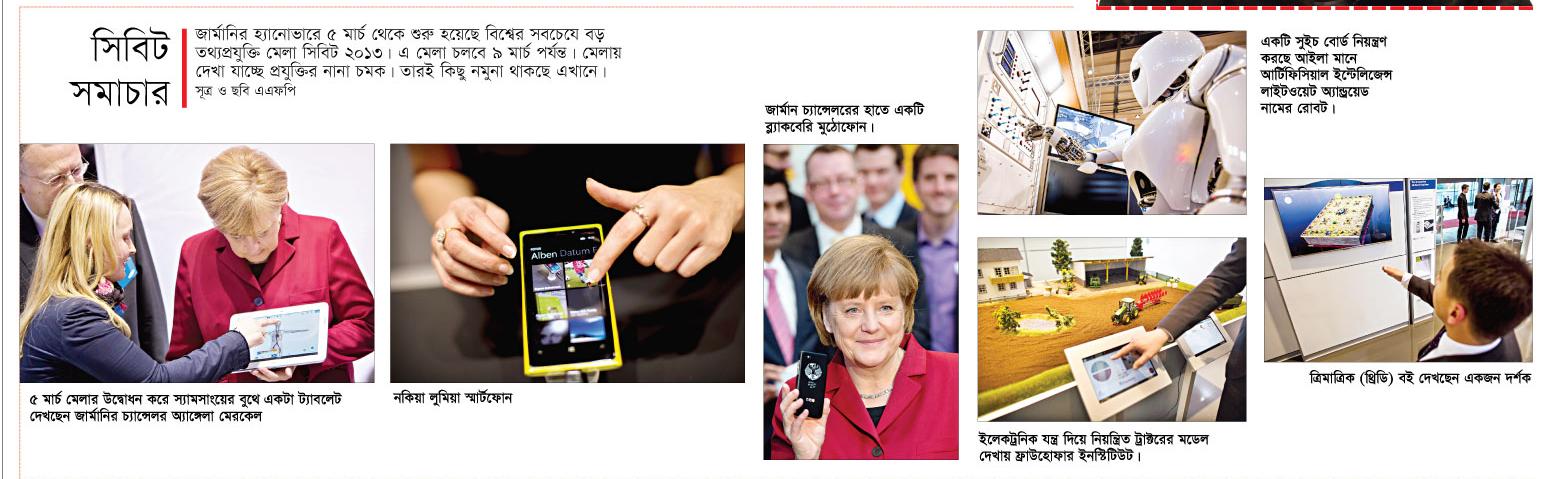 সিবিট
সমাচার
জার্মানির হ্যানোভারে ৫ মার্চ থেকে শুরু হয়েছে বিশ্বের সবচেযে বড়
তথ্যপ্রযুক্তি মেলা সিবিট ২০১৩। এ মেলা চলবে ৯ মার্চ পর্যন্ত। মেলায়
দেখা যাচ্ছে প্রযুক্তির নানা চমক। তারই কিছু নমুনা থাকছে এখানে।
সূত্র ও ছবি এএফপি
৫ মার্চ মেলার উদ্বোধন করে স্যামসাংয়ের বুথে একটা ট্যাবলেট
দেখছেন জার্মানির চ্যান্সেলর অ্যাঙ্গেলা মেরকেল
Alben Datum F
নকিয়া লুমিয়া স্মার্টফোন
জার্মান চ্যান্সেলরের হাতে একটি
ব্ল্যাকবেরি মুঠোফোন।
একটি সুইচ বোর্ড নিয়ন্ত্রণ
করছে আইলা মানে
আর্টিফিসিয়াল ইন্টেলিজেন্স
লাইটওয়েট অ্যান্ড্রয়েড
নামের রোবট।
ইলেকট্রনিক যন্ত্র দিয়ে নিয়ন্ত্রিত ট্রাক্টরের মডেল
দেখায় ফ্রাউহোফার ইনস্টিটিউট।
ত্রিমাত্রিক (থ্রিডি) বই দেখছেন একজন দর্শক